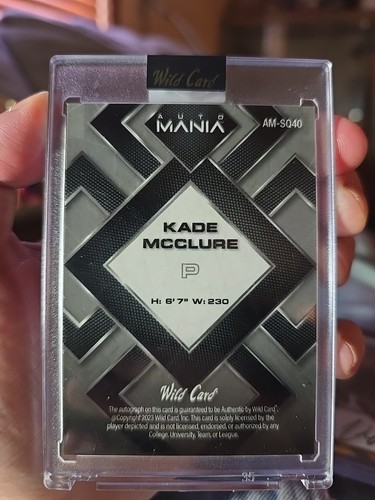 Wild Card
AUTO
MANIA
AM-SQ40
KADE
MCCLURE
P
H: 6' 7" W: 230
Wild Card
The autograph on this card is guaranteed to be Authentic by Wild Card.
©Copyright 2023 Wild Card, Inc. This card is solely licensed by the
player depicted and is not licensed, endorsed, or authorized by any
College, University, Team, or League.